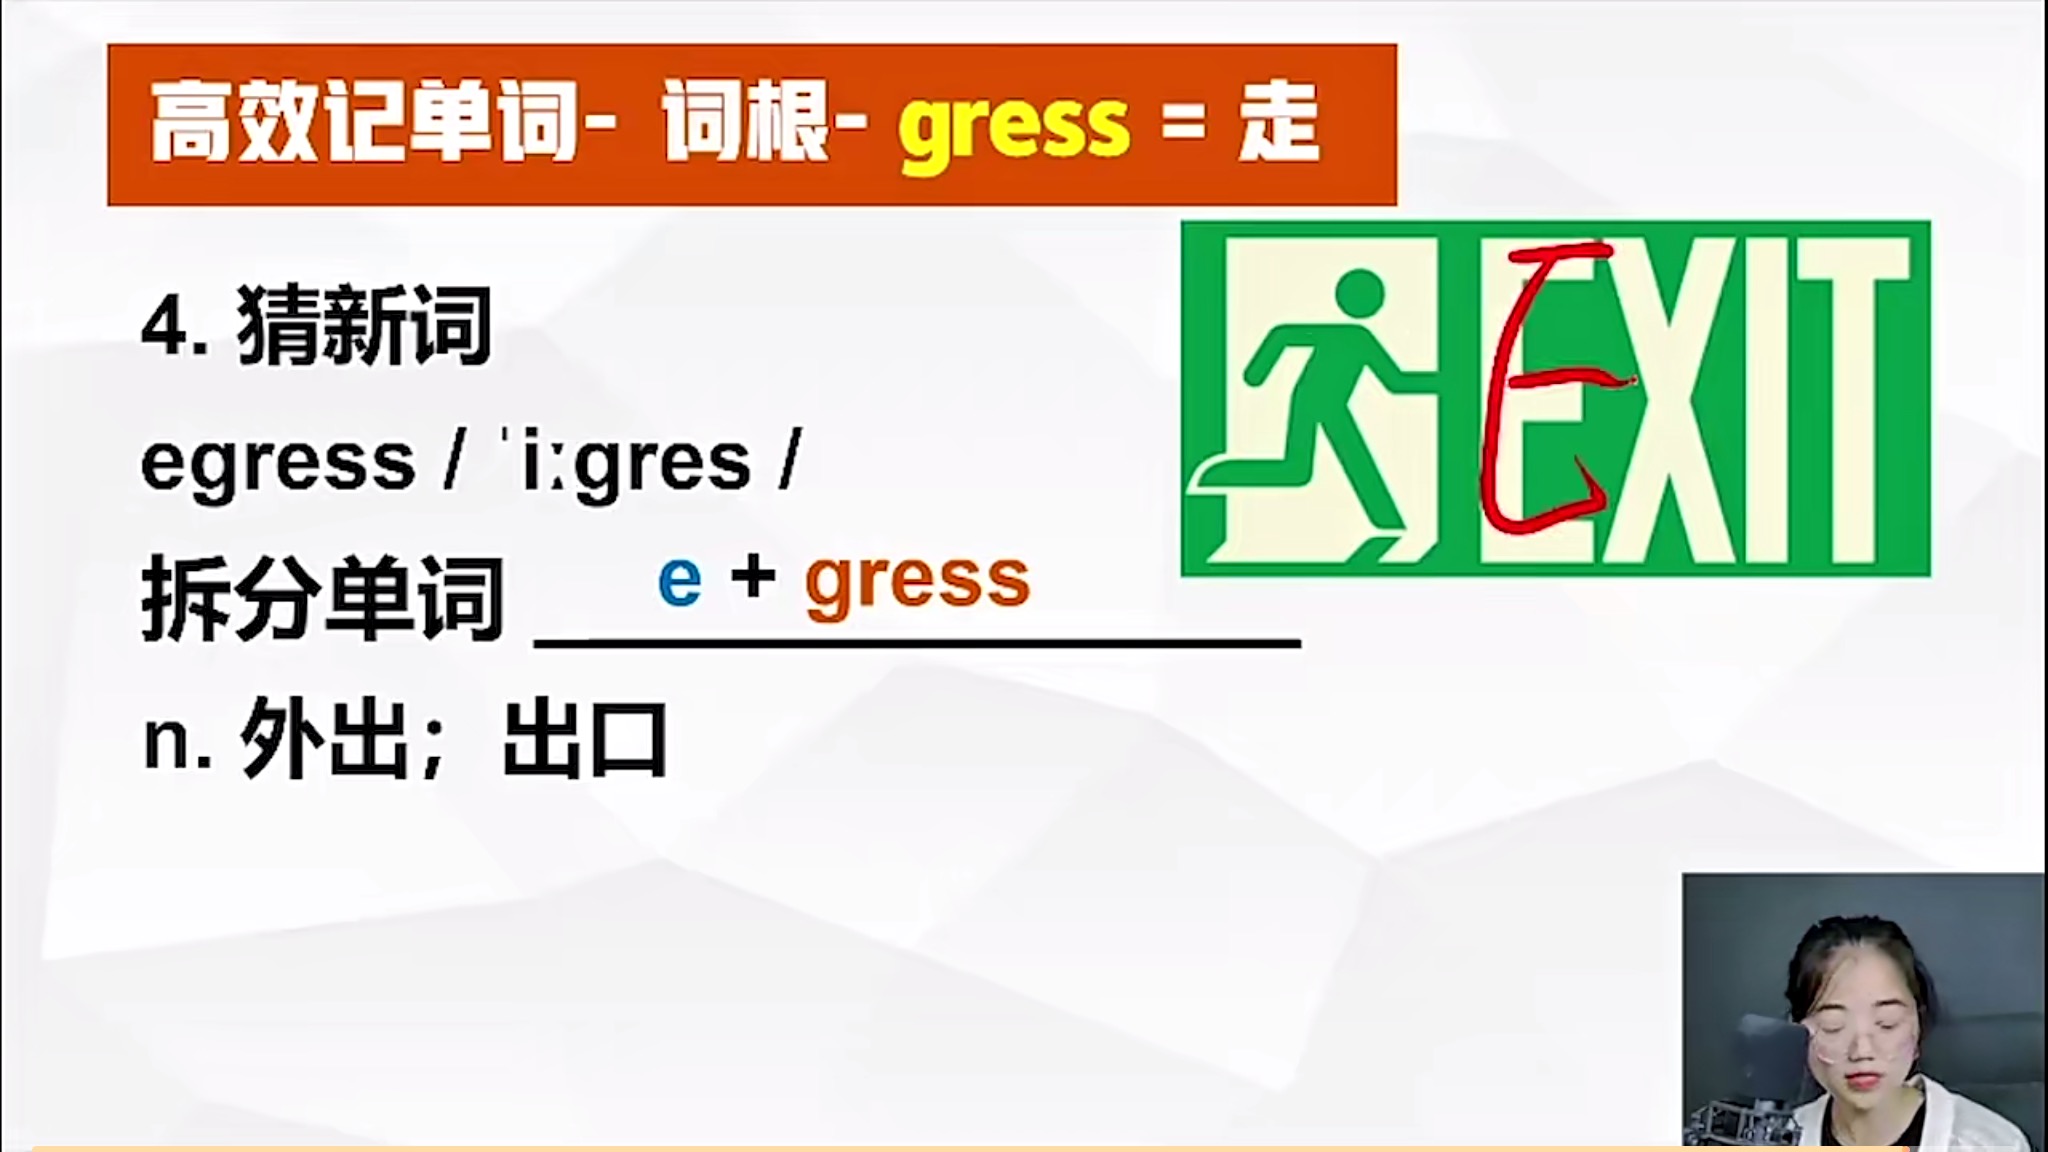 高效记单词- 词根- gress = 走
4. 猜新词
EXIT
E
egress / ˈiːgres /
拆分单词 e + gress
n. 外出；出口